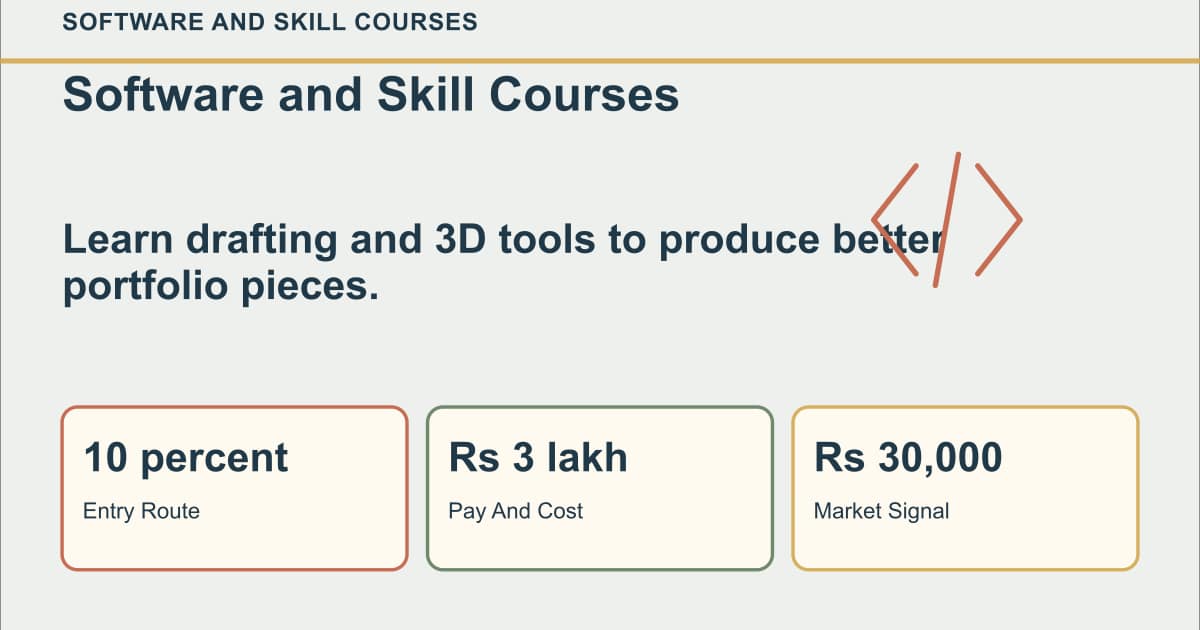 SOFTWARE AND SKILL COURSES
Software and Skill Courses
Learn drafting and 3D tools to produce better
portfolio pieces.
10 percent
Entry Route
Rs 3 lakh
Pay And Cost
Rs 30,000
Market Signal